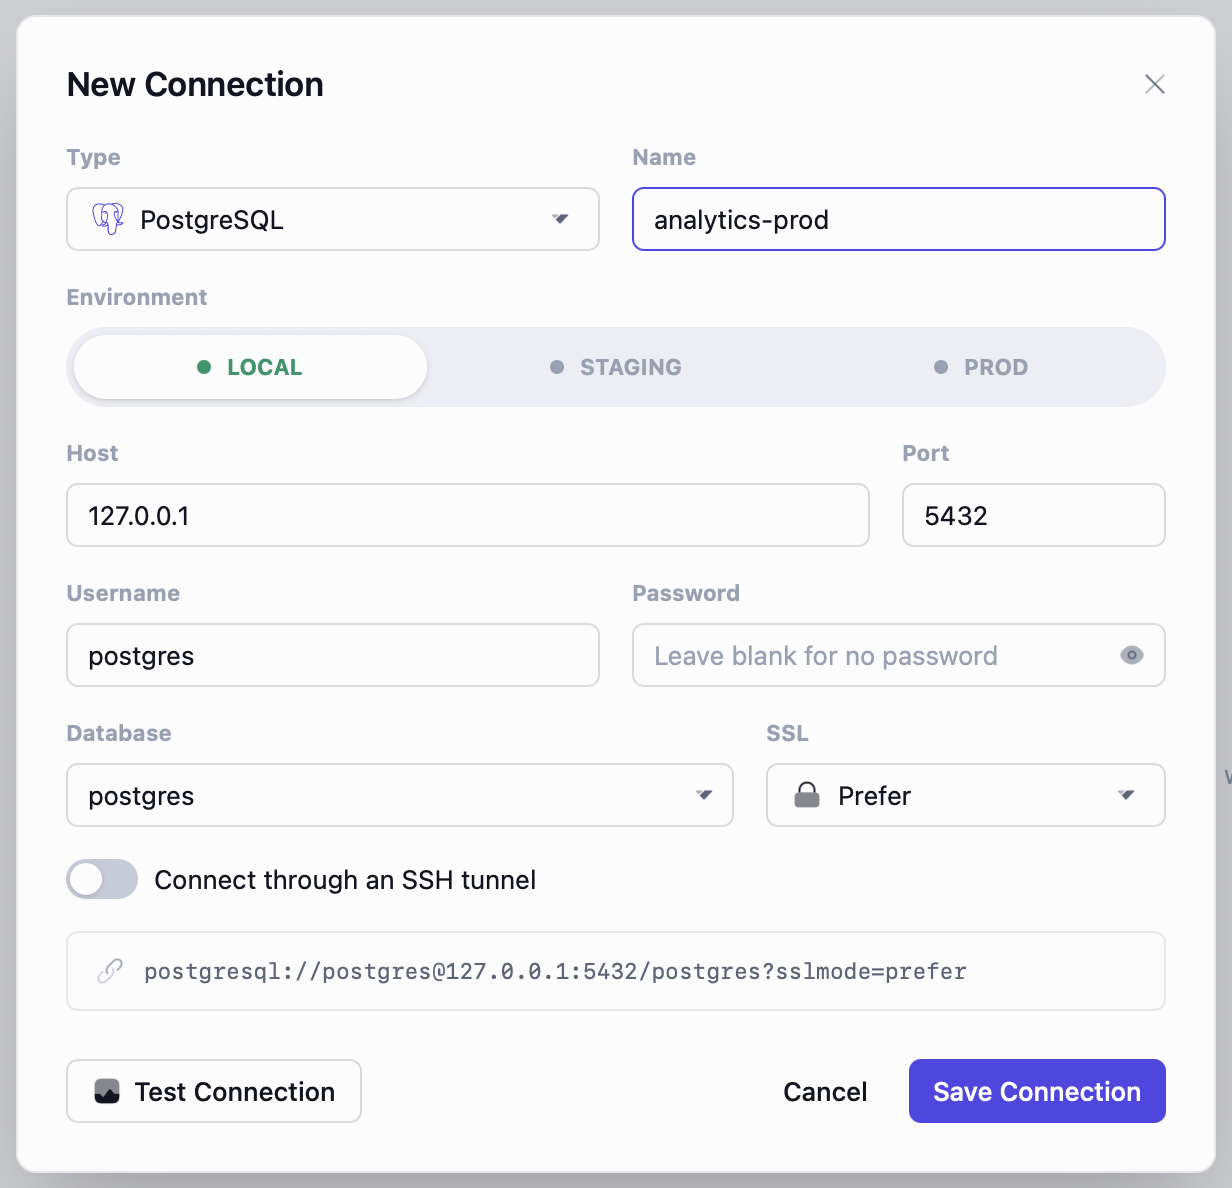 New Connection
Type
Name
PostgreSQL
analytics-prod
Environment
LOCAL
STAGING
PROD
Host
Port
127.0.0.1
5432
Username
Password
postgres
Leave blank for no password
Database
SSL
postgres
Prefer
Connect through an SSH tunnel
postgresql://postgres@127.0.0.1:5432/postgres?sslmode=prefer
Test Connection
Cancel
Save Connection